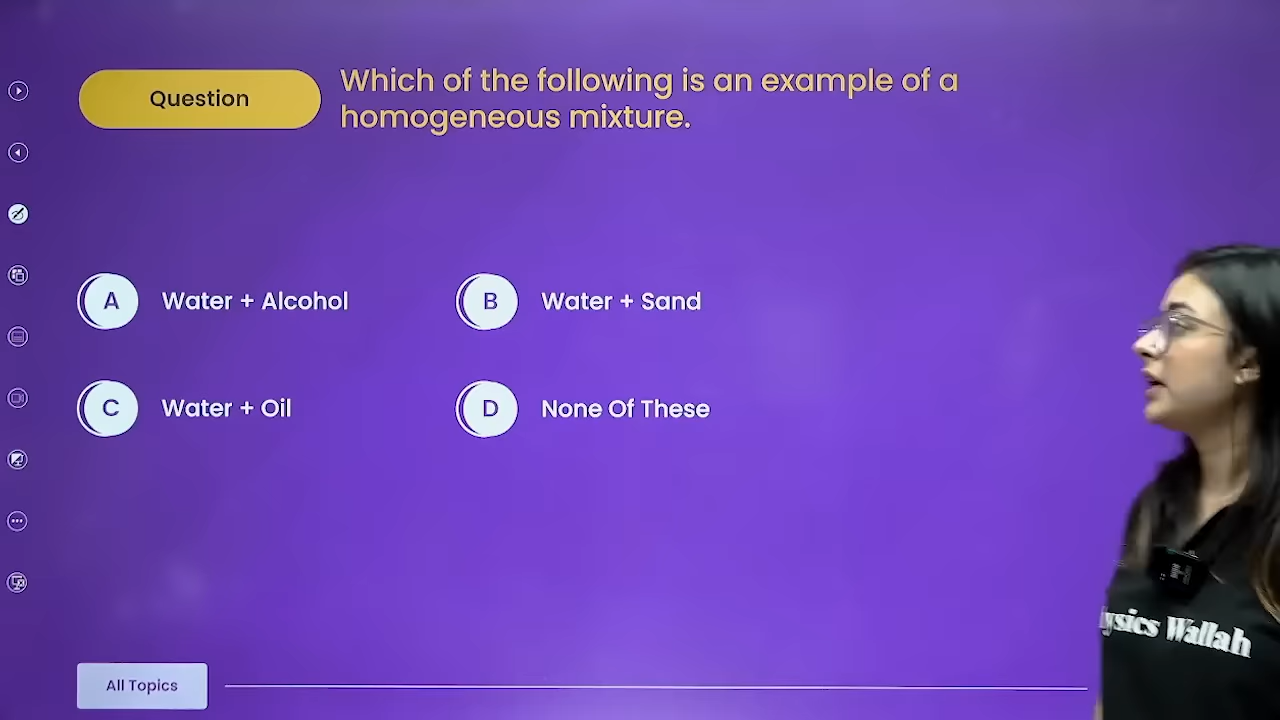 Question
Which of the following is an example of a
homogeneous mixture.
A Water + Alcohol
B Water + Sand
C Water + Oil
D None Of These
All Topics
Wallah